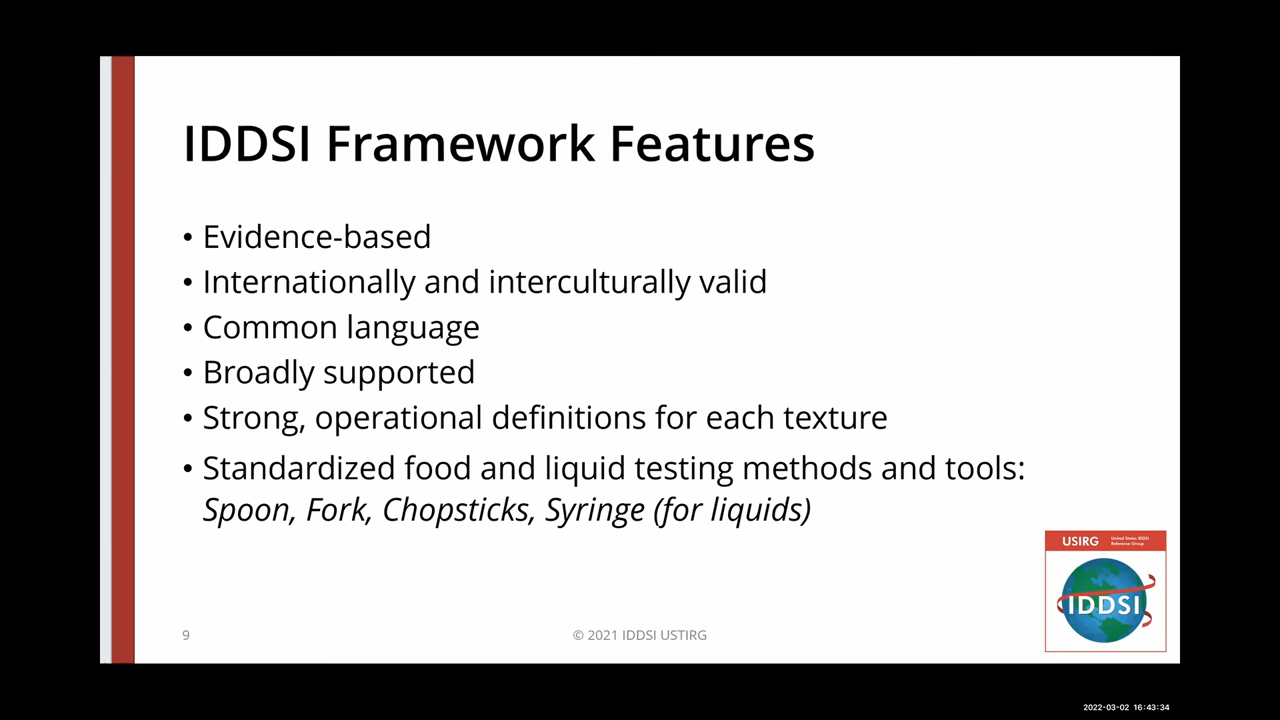 IDDSI Framework Features
• Evidence-based
• Internationally and interculturally valid
• Common language
• Broadly supported
• Strong, operational definitions for each texture
• Standardized food and liquid testing methods and tools:
Spoon, Fork, Chopsticks, Syringe (for liquids)
USIRG
United States IDDSI
Reference Group
IDDSI
9
© 2021 IDDSI USTIRG
2022-03-02 16:43:34